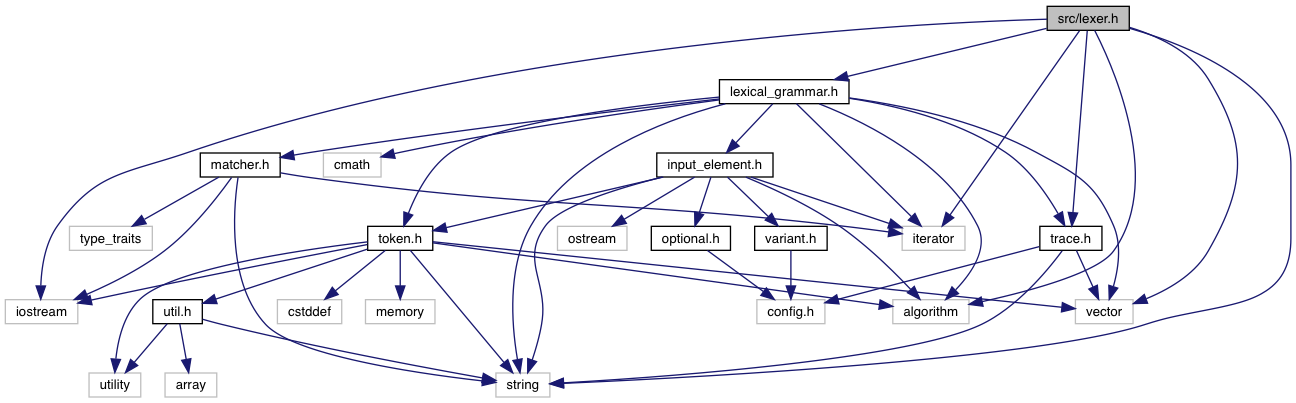 src/lexer.h
lexical_grammar.h
matcher.h
cmath
input_element.h
type_traits
token.h
ostream
optional.h
variant.h
iterator
trace.h
iostream
util.h
cstddef
memory
config.h
algorithm
vector
utility
array
string